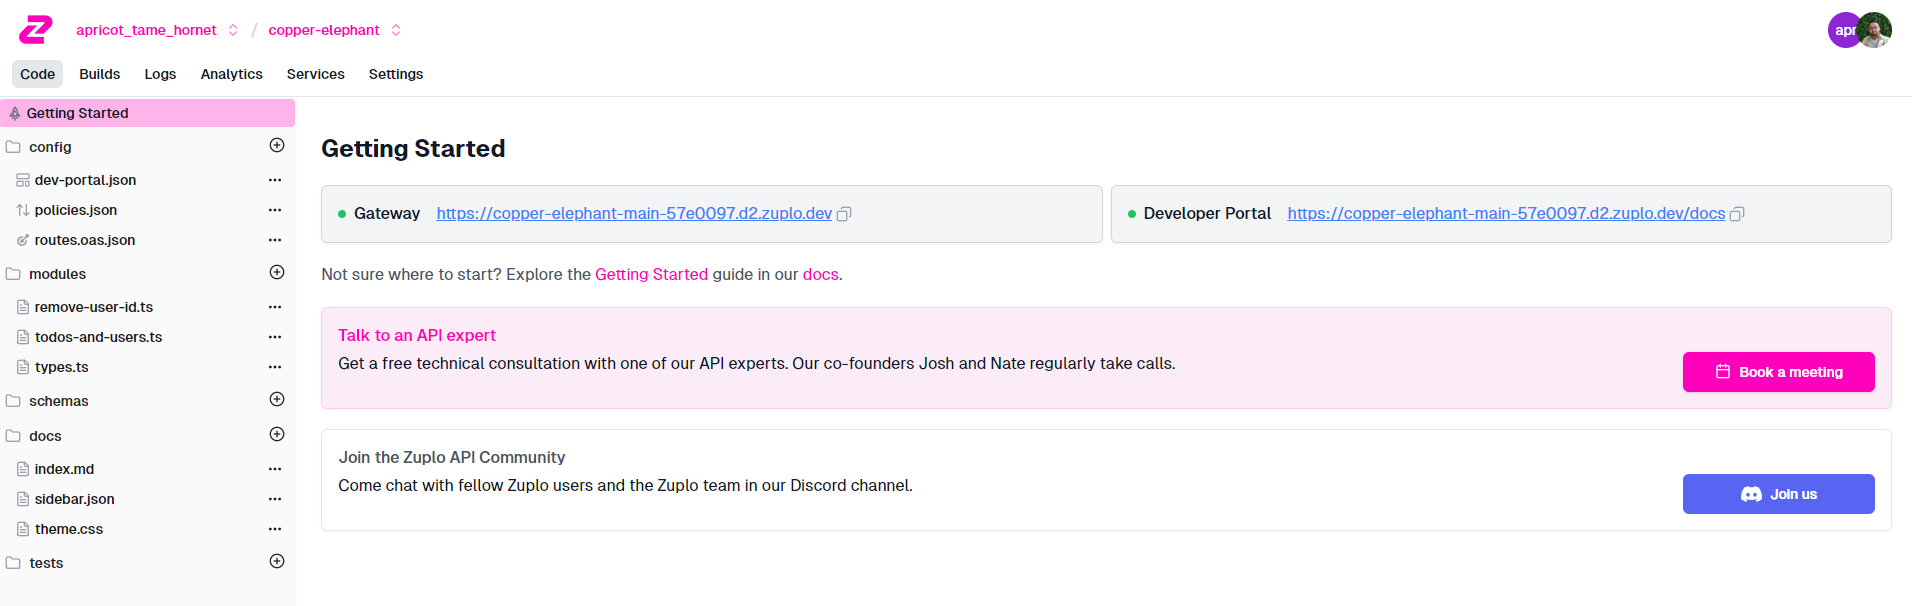 apricot_tame_hornet / copper-elephant
apr
Code Builds Logs Analytics Services Settings
Getting Started
config
dev-portal.json
policies.json
routes.oas.json
modules
remove-user-id.ts
todos-and-users.ts
types.ts
schemas
docs
index.md
sidebar.json
theme.css
tests
Getting Started
Gateway https://copper-elephant-main-57e0097.d2.zuplo.dev
Developer Portal https://copper-elephant-main-57e0097.d2.zuplo.dev/docs
Not sure where to start? Explore the Getting Started guide in our docs.
Talk to an API expert
Get a free technical consultation with one of our API experts. Our co-founders Josh and Nate regularly take calls.
Book a meeting
Join the Zuplo API Community
Come chat with fellow Zuplo users and the Zuplo team in our Discord channel.
Join us